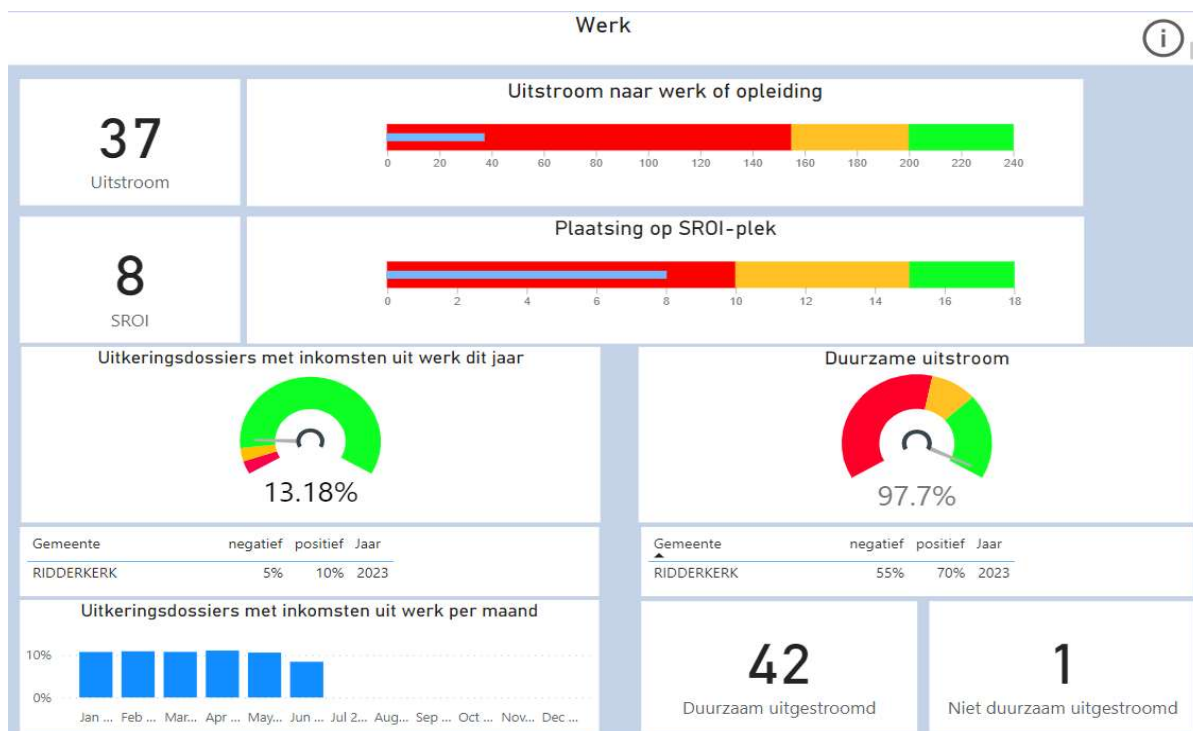 Werk
i
37
Uitstroom
Uitstroom naar werk of opleiding
0 20 40 60 80 100 120 140 160 180 200 220 240
8
SROI
Plaatsing op SROI-plek
0 2 4 6 8 10 12 14 16 18
Uitkeringsdossiers met inkomsten uit werk dit jaar
13.18%
Gemeente negatief positief Jaar
RIDDERKERK 5% 10% 2023
Uitkeringsdossiers met inkomsten uit werk per maand
10%
0%
Jan ... Feb ... Mar... Apr ... May... Jun ... Jul 2... Aug... Sep ... Oct ... Nov... Dec ...
Duurzame uitstroom
97.7%
Gemeente negatief positief Jaar
RIDDERKERK 55% 70% 2023
42
Duurzaam uitgestroomd
1
Niet duurzaam uitgestroomd